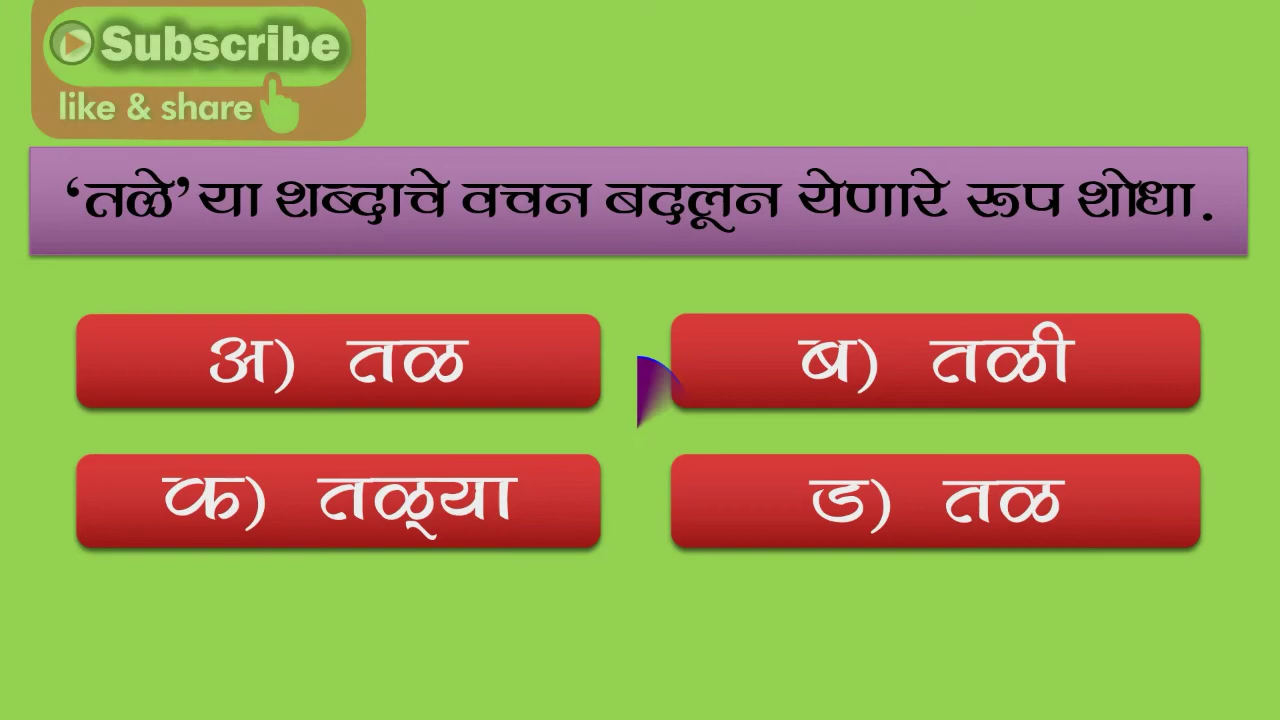 Subscribe
like & share
‘तळे’ या शब्दाचे वचन बदलून येणारे रूप शोधा.
अ) तळ
ब) तळी
क) तळ्या
ड) तळ